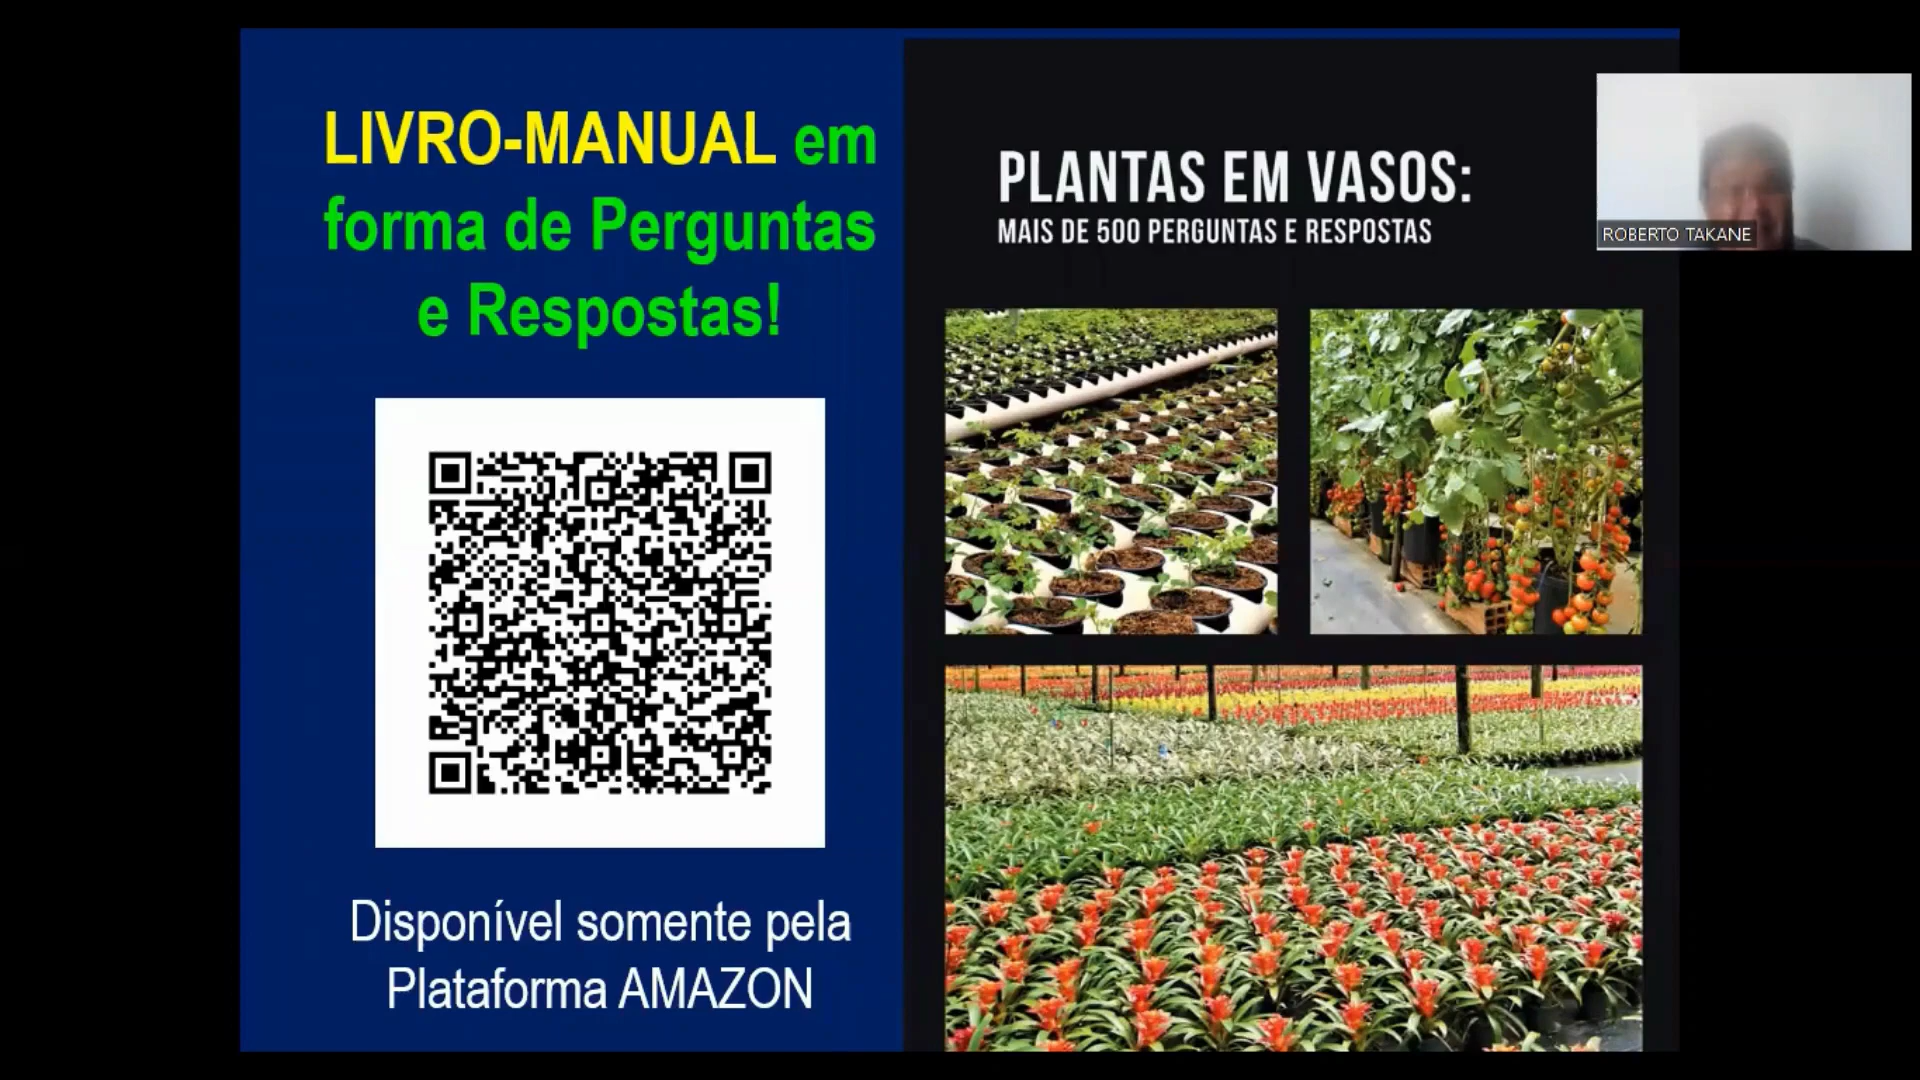 LIVRO-MANUAL em
forma de Perguntas
e Respostas!
Disponível somente pela
Plataforma AMAZON
PLANTAS EM VASOS:
MAIS DE 500 PERGUNTAS E RESPOSTAS
ROBERTO TAKANE